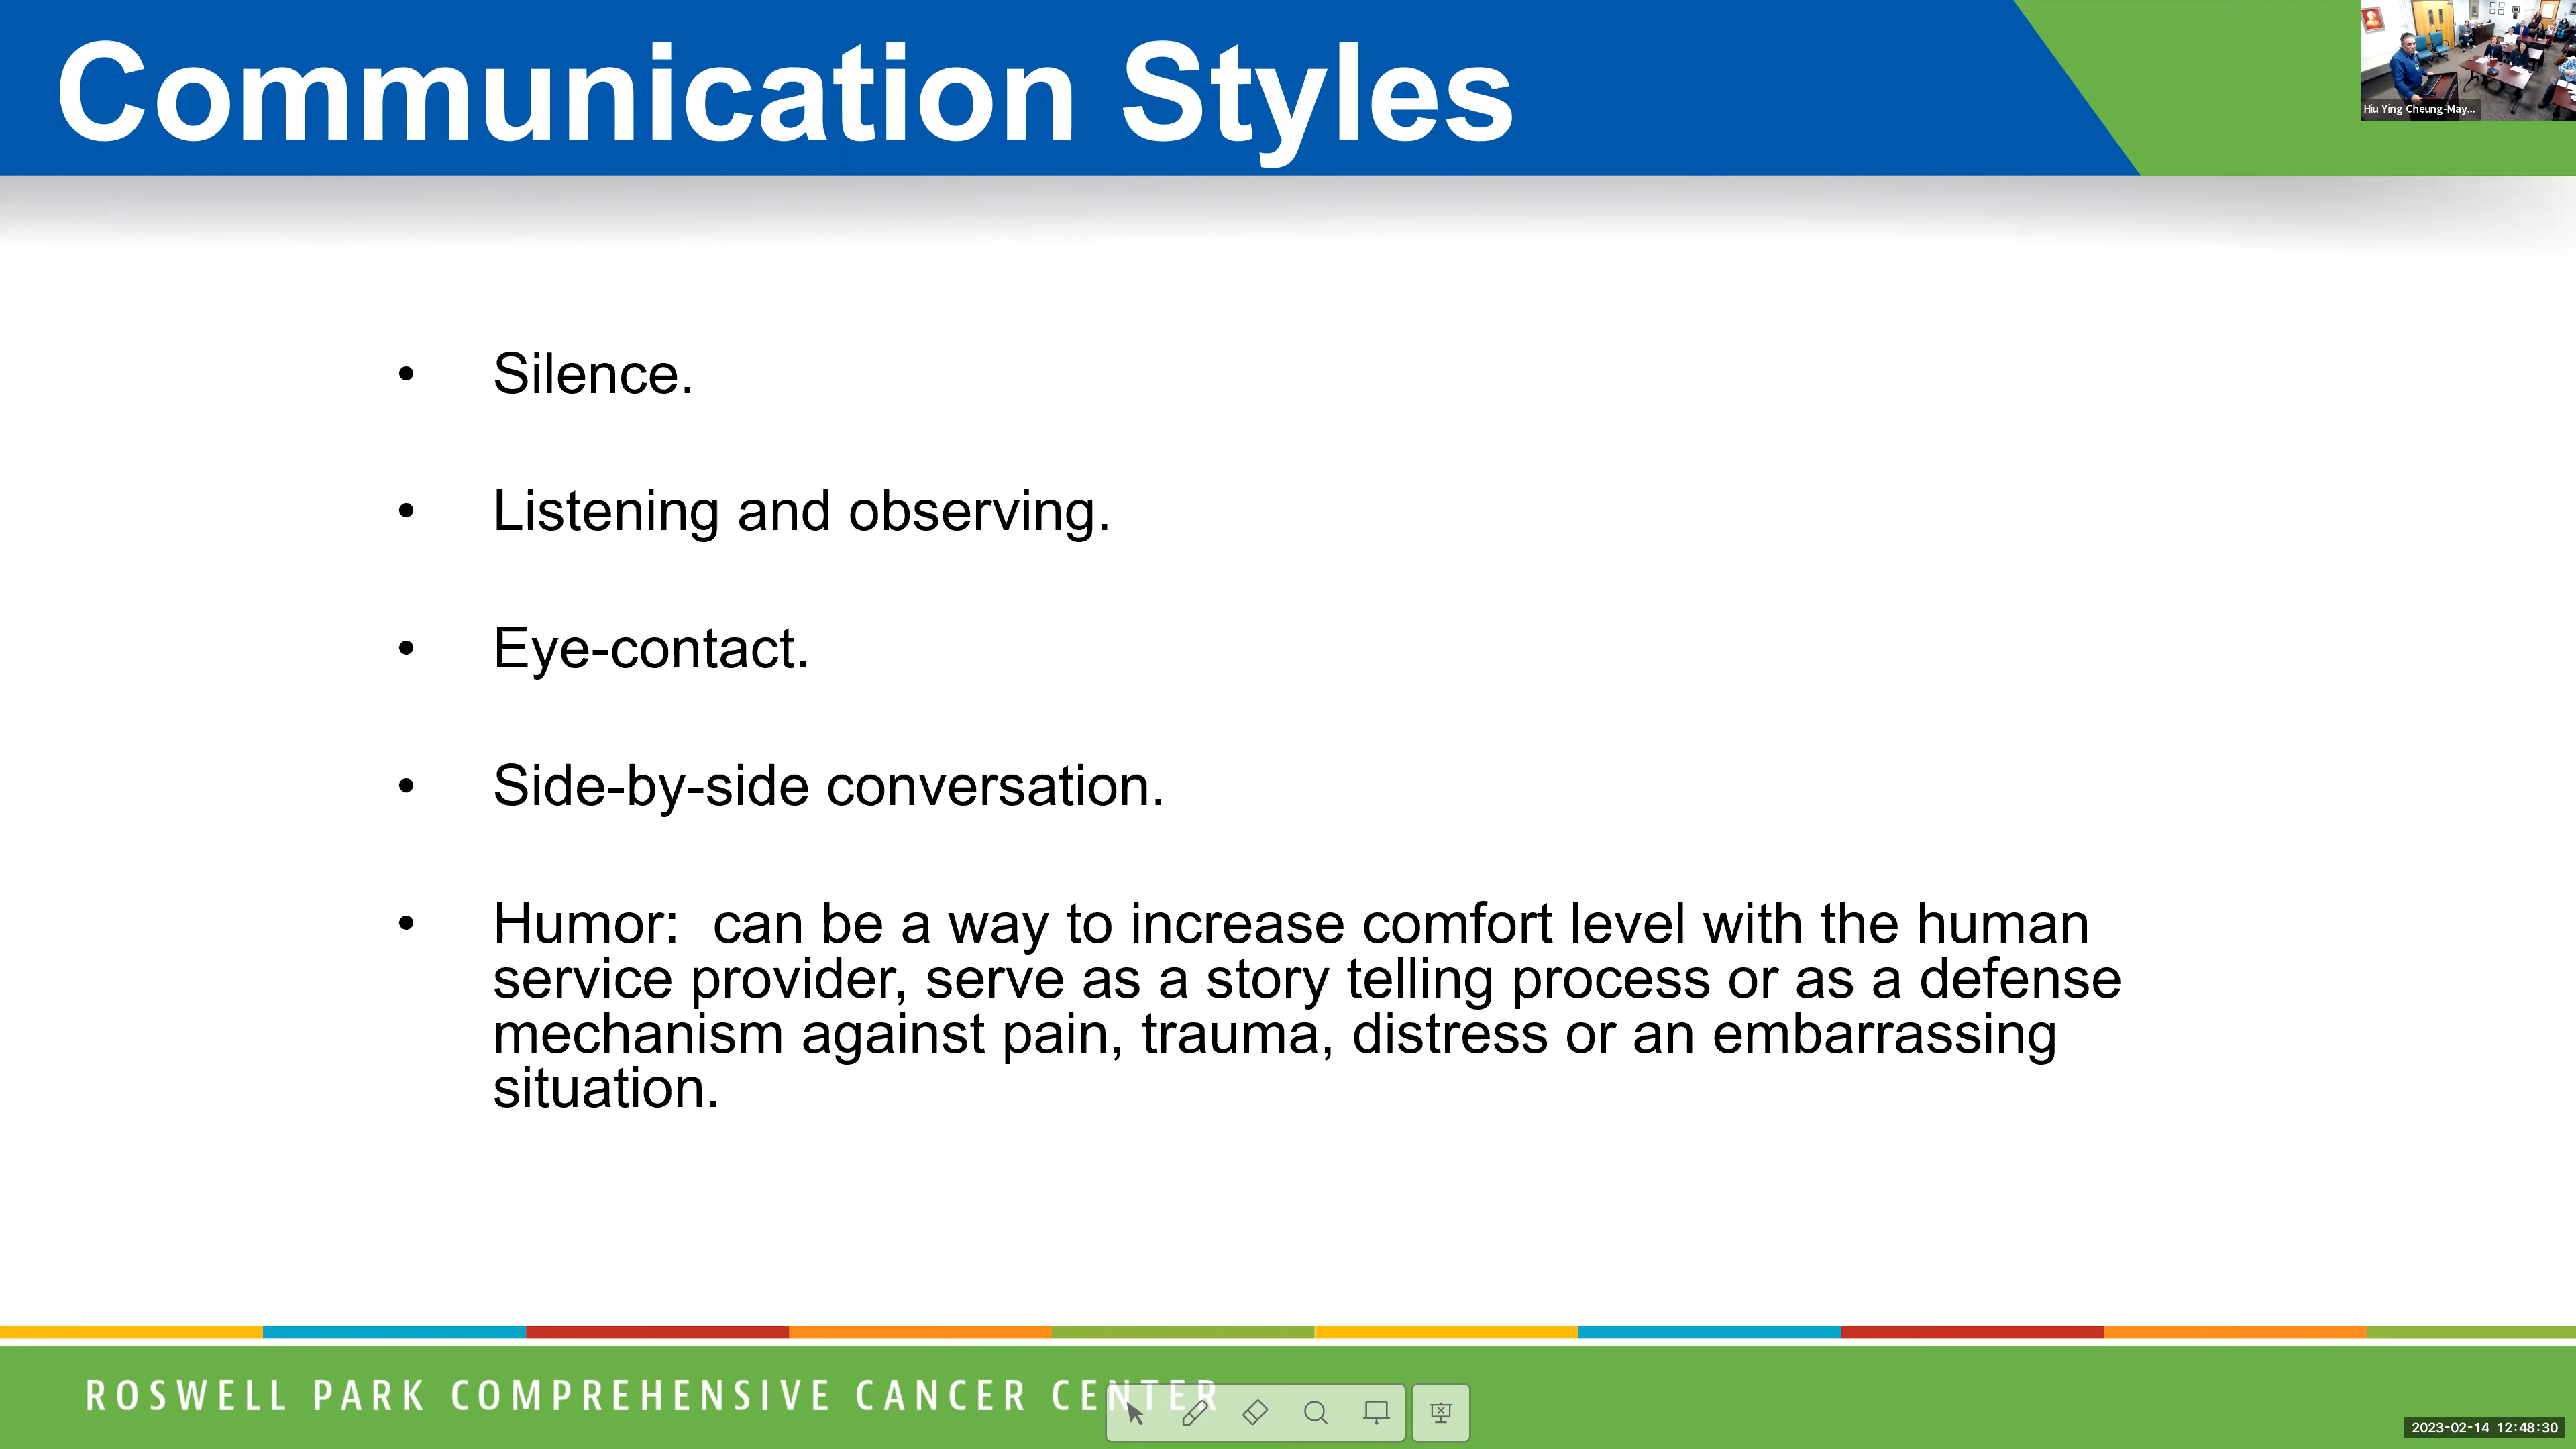 Communication Styles
Hiu Ying Cheung-May...
• Silence.
• Listening and observing.
• Eye-contact.
• Side-by-side conversation.
• Humor:  can be a way to increase comfort level with the human
service provider, serve as a story telling process or as a defense
mechanism against pain, trauma, distress or an embarrassing
situation.
ROSWELL PARK COMPREHENSIVE CANCER CENTER
2023-02-14 12:48:30